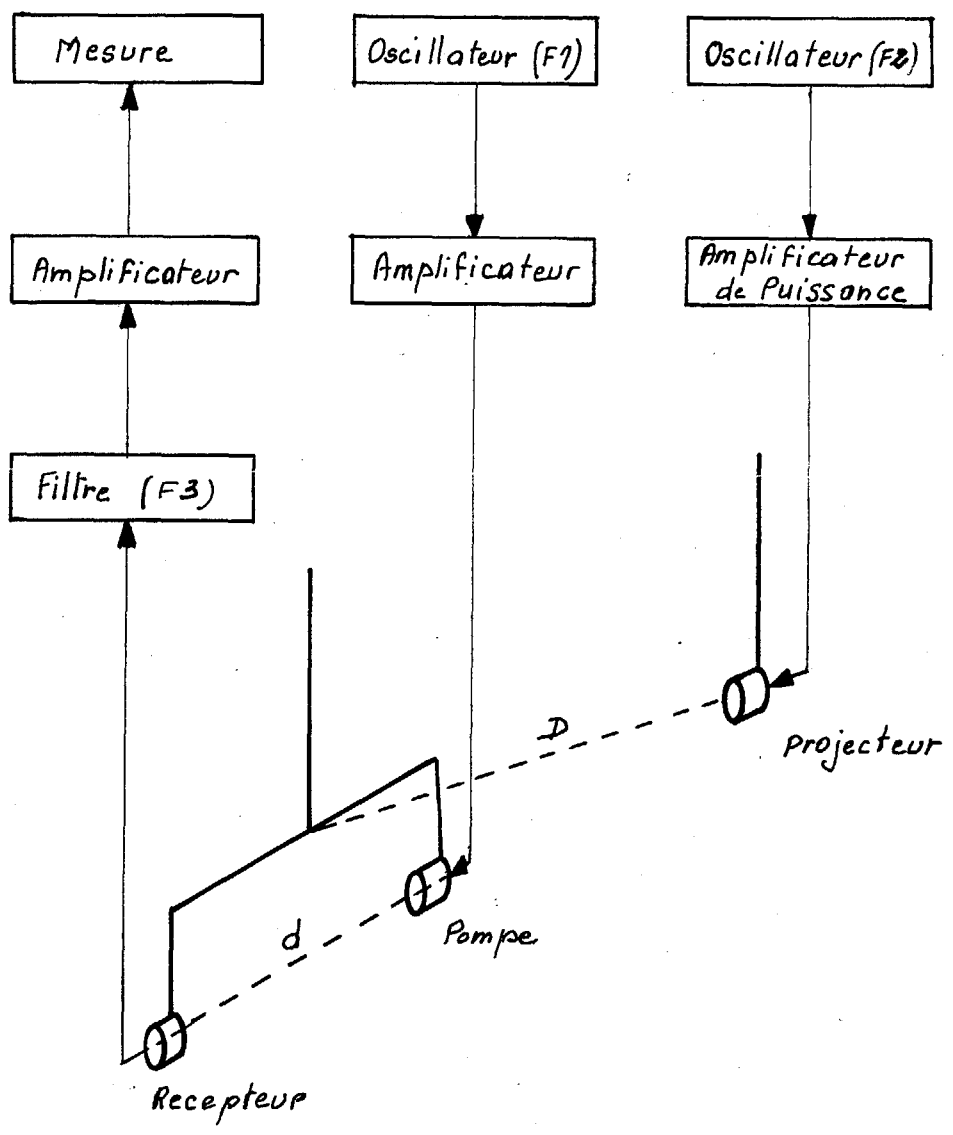 Mesure
Oscillateur (F1)
Oscillateur (F2)
Amplificateur
Amplificateur
Amplificateur
de Puissance
Filtre (F3)
D
Projecteur
d
Pompe
Recepteur